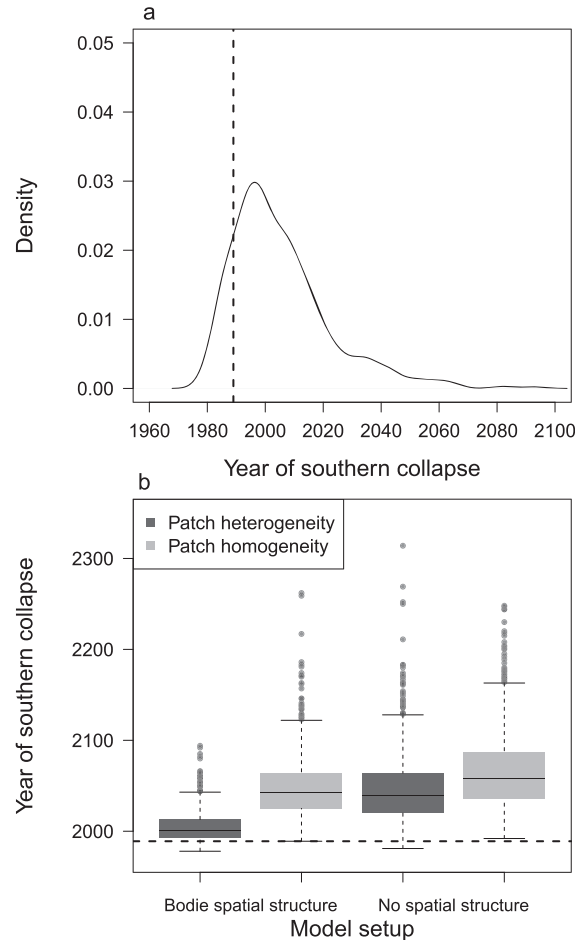 a
0.05
0.04
0.03
0.02
0.01
0.00
Density
1960 1980 2000 2020 2040 2060 2080 2100
Year of southern collapse
b
Patch heterogeneity
Patch homogeneity
2300
2200
2100
2000
Year of southern collapse
Bodie spatial structure No spatial structure
Model setup